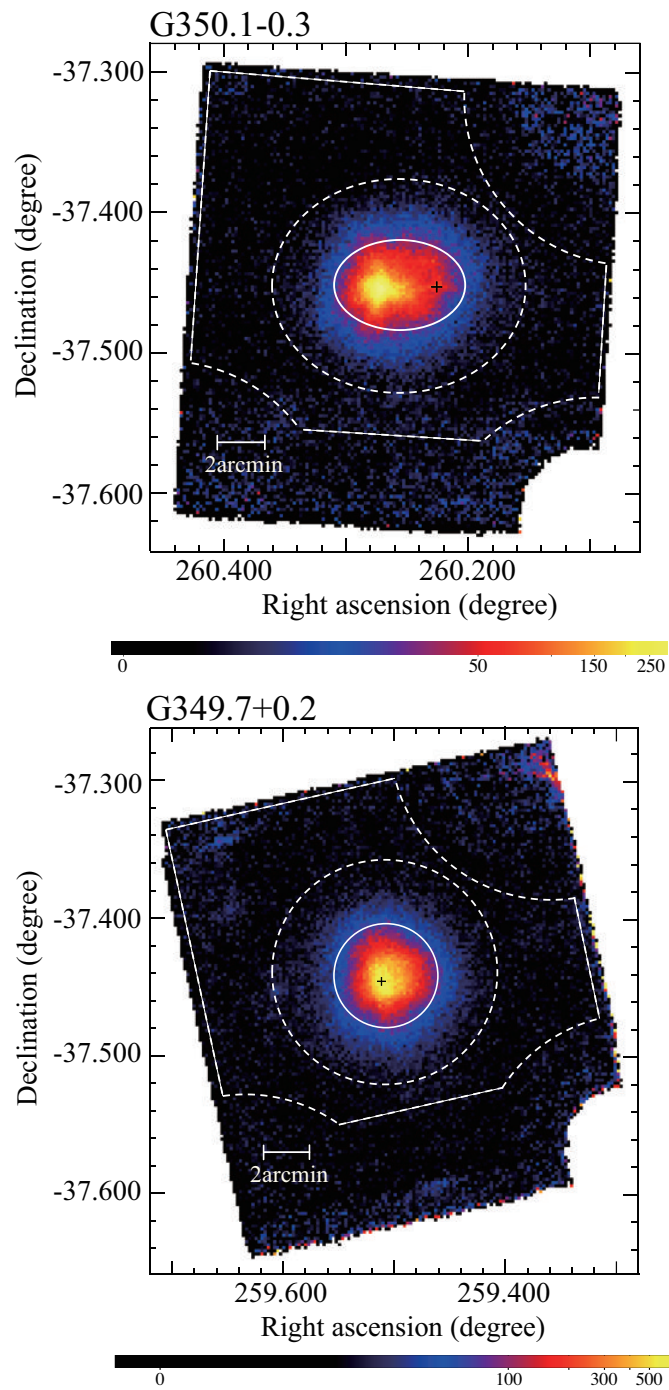 G350.1-0.3
-37.300
-37.400
-37.500
-37.600
Declination (degree)
2arcmin
260.400 260.200
Right ascension (degree)
0 50 150 250
G349.7+0.2
-37.300
-37.400
-37.500
-37.600
Declination (degree)
2arcmin
259.600 259.400
Right ascension (degree)
0 100 300 500